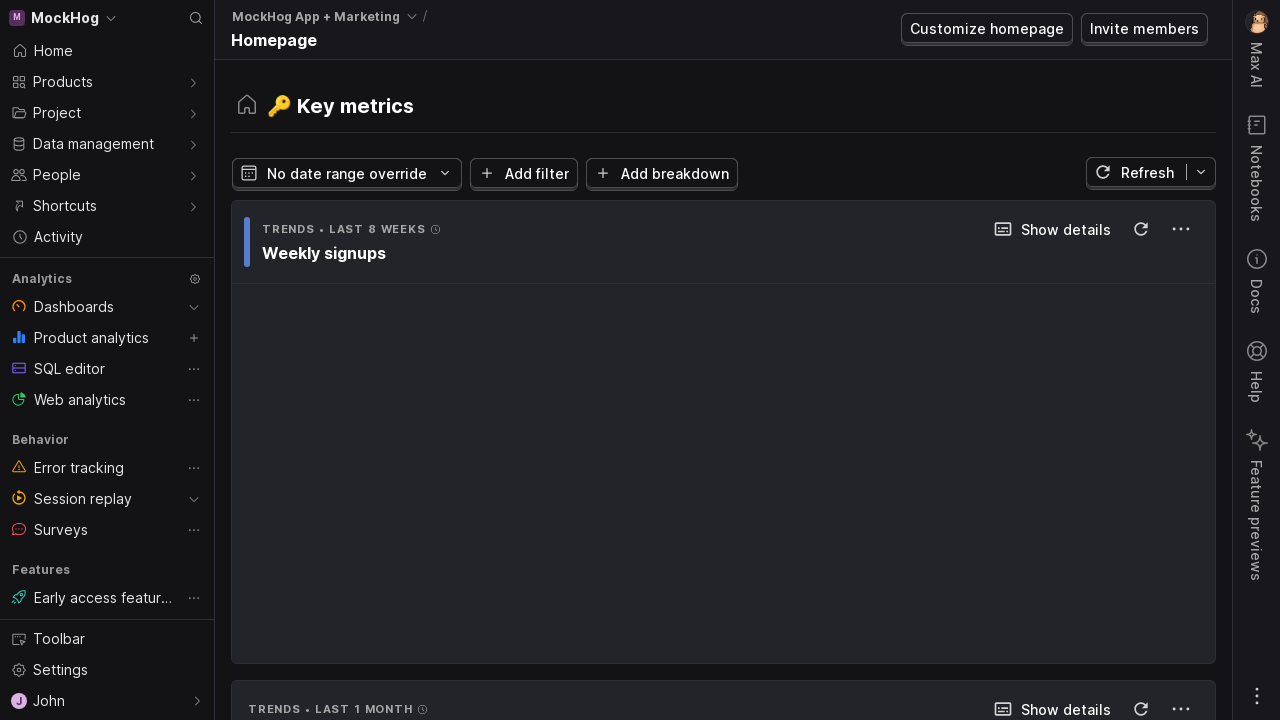 M MockHog
Home
Products
Project
Data management
People
Shortcuts
Activity
Analytics
Dashboards
Product analytics
SQL editor
Web analytics
Behavior
Error tracking
Session replay
Surveys
Features
Early access featur...
Toolbar
Settings
J John
MockHog App + Marketing /
Homepage
Customize homepage
Invite members
🔑 Key metrics
No date range override
Add filter
Add breakdown
Refresh
TRENDS • LAST 8 WEEKS
Show details
Weekly signups
TRENDS • LAST 1 MONTH
Show details
Max AI
Notebooks
Docs
Help
Feature previews